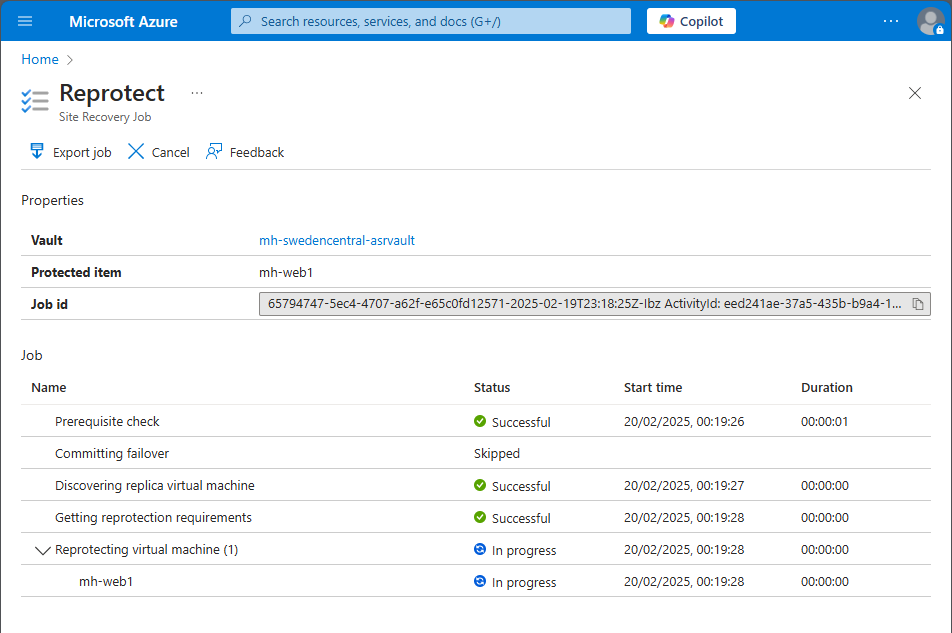 Microsoft Azure Search resources, services, and docs (G+/) Copilot ...
Home
Reprotect ...
Site Recovery Job
Export job Cancel Feedback
Properties
Vault mh-swedencentral-asrvault
Protected item mh-web1
Job id 65794747-5ec4-4707-a62f-e65c0fd12571-2025-02-19T23:18:25Z-Ibz ActivityId: eed241ae-37a5-435b-b9a4-1...
Job
Name Status Start time Duration
Prerequisite check Successful 20/02/2025, 00:19:26 00:00:01
Committing failover Skipped
Discovering replica virtual machine Successful 20/02/2025, 00:19:27 00:00:00
Getting reprotection requirements Successful 20/02/2025, 00:19:28 00:00:00
Reprotecting virtual machine (1) In progress 20/02/2025, 00:19:28 00:00:00
mh-web1 In progress 20/02/2025, 00:19:28 00:00:00